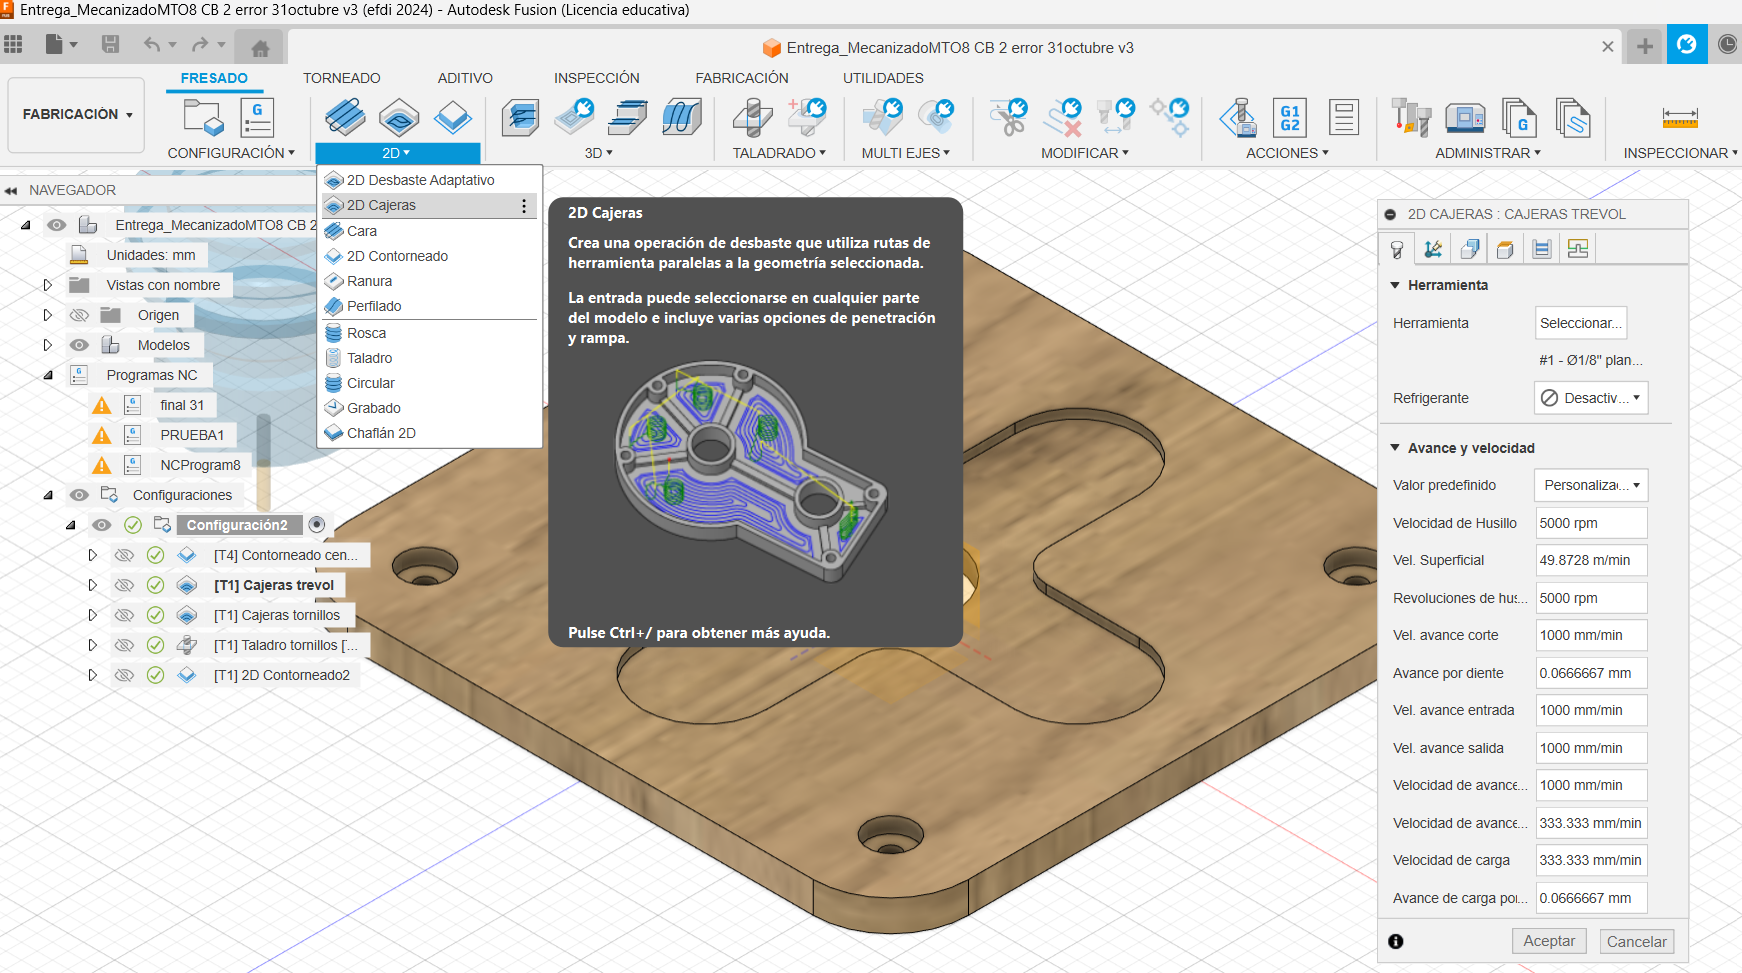 Entrega_MecanizadoMTO8 CB 2 error 31octubre v3 (efdi 2024) - Autodesk Fusion (Licencia educativa)
Entrega_MecanizadoMTO8 CB 2 error 31octubre v3
FRESADO TORNEADO ADITIVO INSPECCIÓN FABRICACIÓN UTILIDADES
FABRICACIÓN
CONFIGURACIÓN 2D 3D TALADRADO MULTI EJES MODIFICAR ACCIONES ADMINISTRAR INSPECCIONAR
G
G1
G2
G
NAVEGADOR
Entrega_MecanizadoMTO8 CB 2
Unidades: mm
Vistas con nombre
Origen
Modelos
Programas NC
final 31
PRUEBA1
NCProgram8
Configuraciones
Configuración2
[T4] Contorneado cen...
[T1] Cajeras trevol
[T1] Cajeras tornillos
[T1] Taladro tornillos [...
[T1] 2D Contorneado2
2D Desbaste Adaptativo
2D Cajeras
Cara
2D Contorneado
Ranura
Perfilado
Rosca
Taladro
Circular
Grabado
Chaflán 2D
2D Cajeras
Crea una operación de desbaste que utiliza rutas de
herramienta paralelas a la geometría seleccionada.
La entrada puede seleccionarse en cualquier parte
del modelo e incluye varias opciones de penetración
y rampa.
Pulse Ctrl+/ para obtener más ayuda.
2D CAJERAS : CAJERAS TREVOL
Herramienta
Herramienta Seleccionar...
#1 - Ø1/8" plan...
Refrigerante Desactiv...
Avance y velocidad
Valor predefinido Personaliza...
Velocidad de Husillo 5000 rpm
Vel. Superficial 49.8728 m/min
Revoluciones de hus... 5000 rpm
Vel. avance corte 1000 mm/min
Avance por diente 0.0666667 mm
Vel. avance entrada 1000 mm/min
Vel. avance salida 1000 mm/min
Velocidad de avance... 1000 mm/min
Velocidad de avance... 333.333 mm/min
Velocidad de carga 333.333 mm/min
Avance de carga po... 0.0666667 mm
Aceptar Cancelar